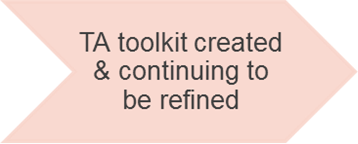 TA toolkit created
& continuing to
be refined